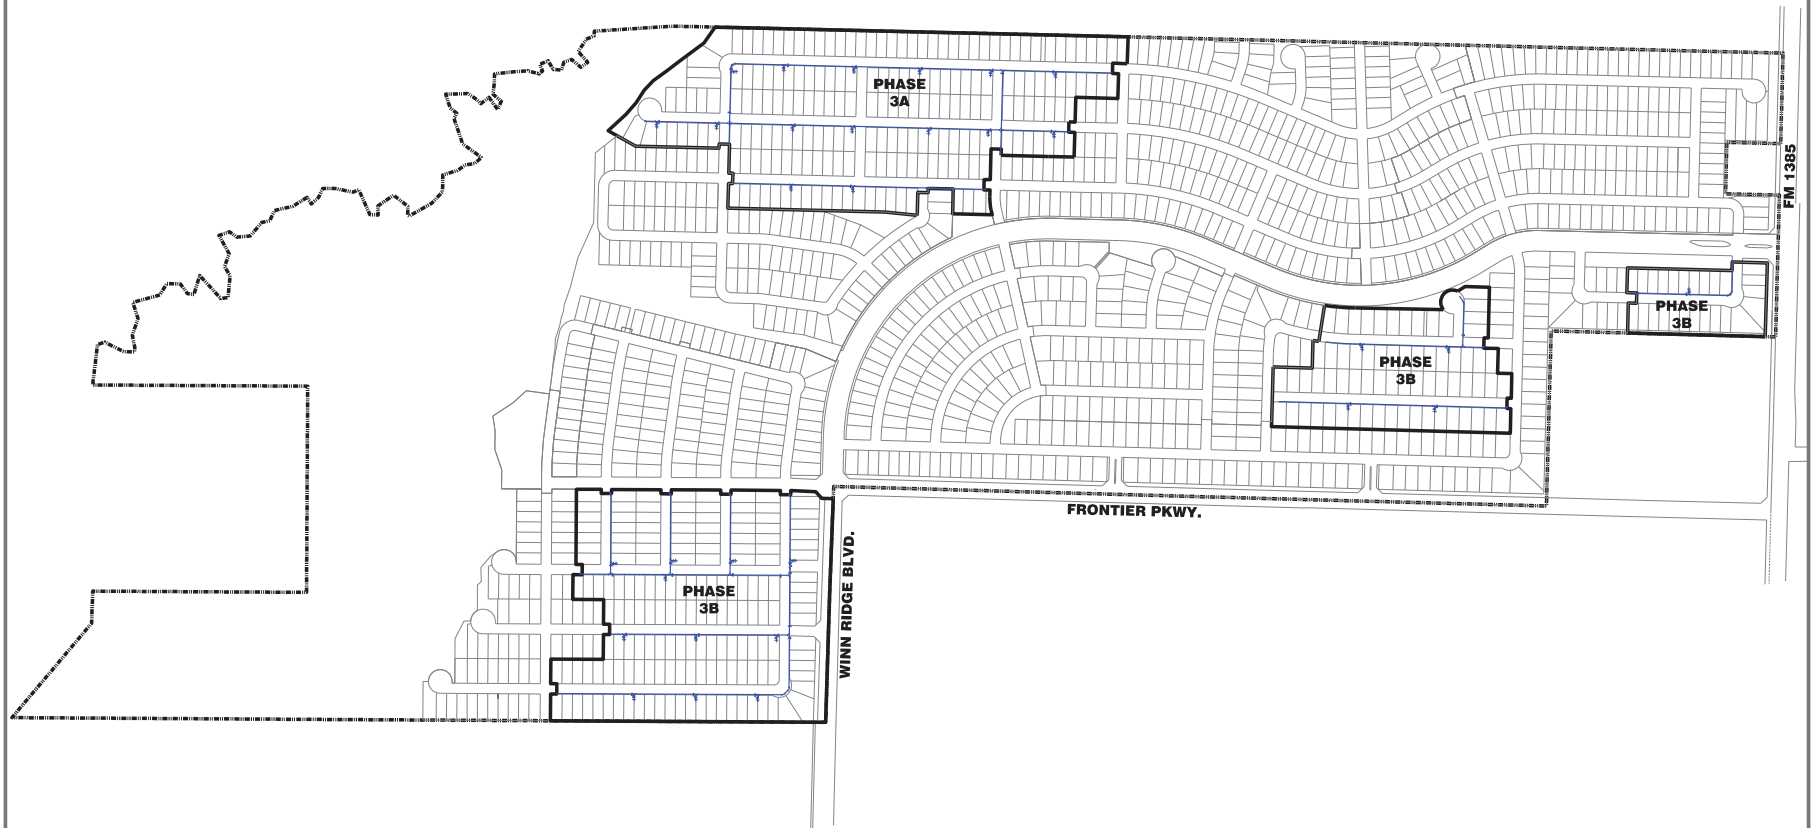 PHASE
3A
FM 1385
PHASE
3B
PHASE
3B
FRONTIER PKWY.
WINN RIDGE BLVD.
PHASE
3B